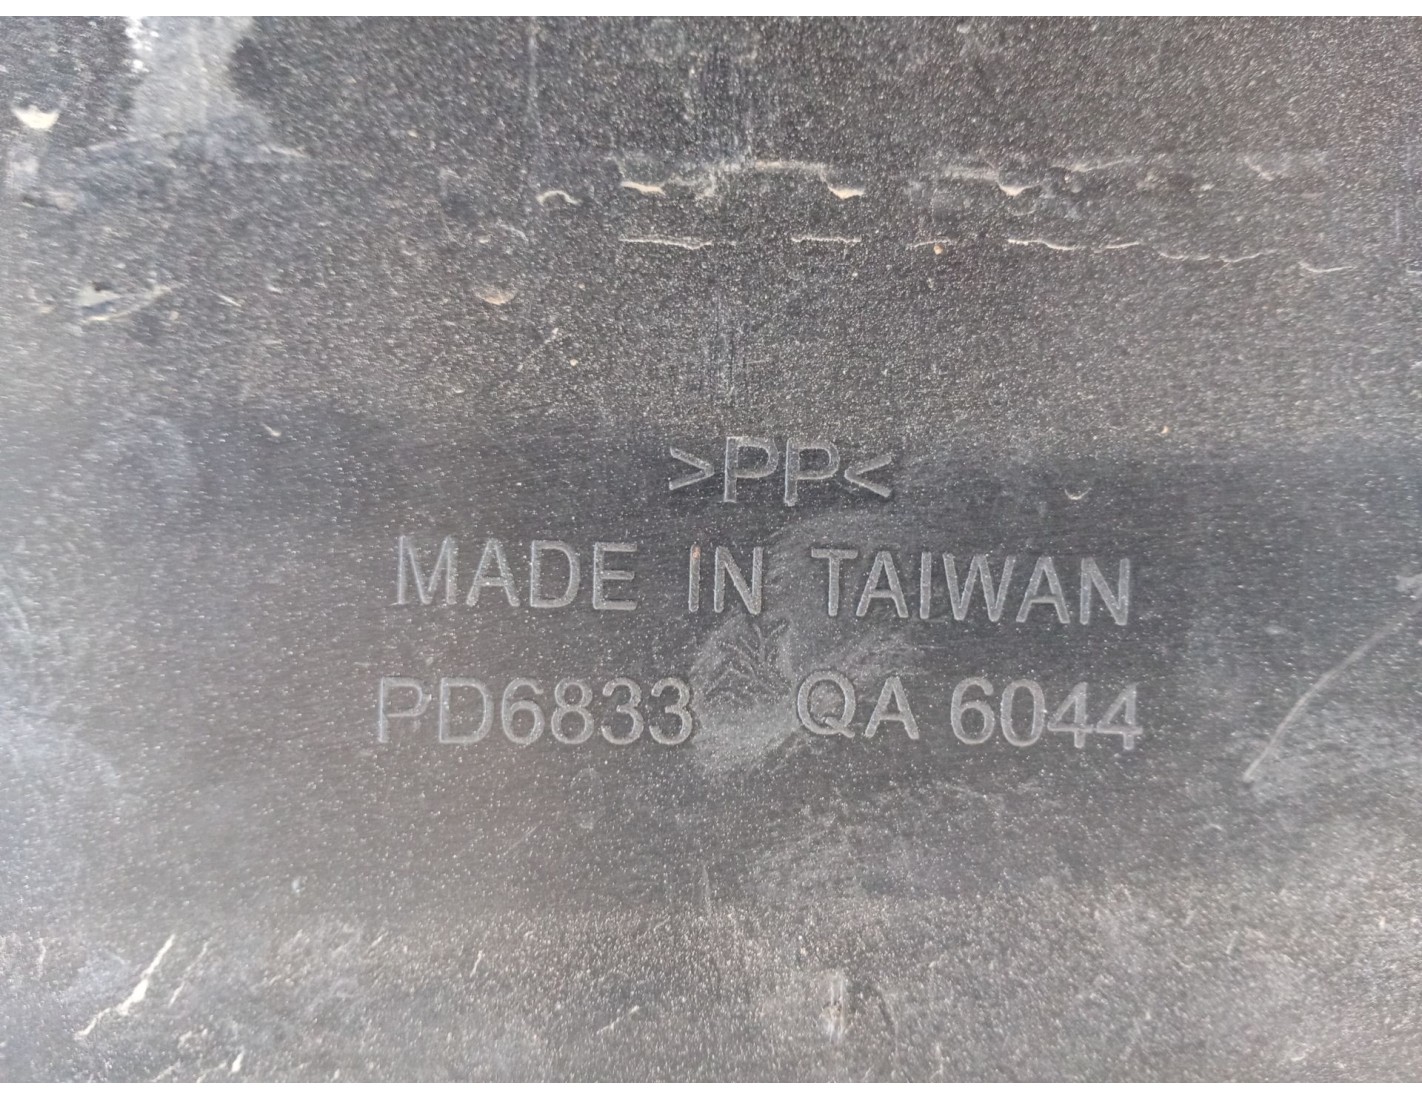 >PP<
MADE IN TAIWAN
PD6833 QA 6044